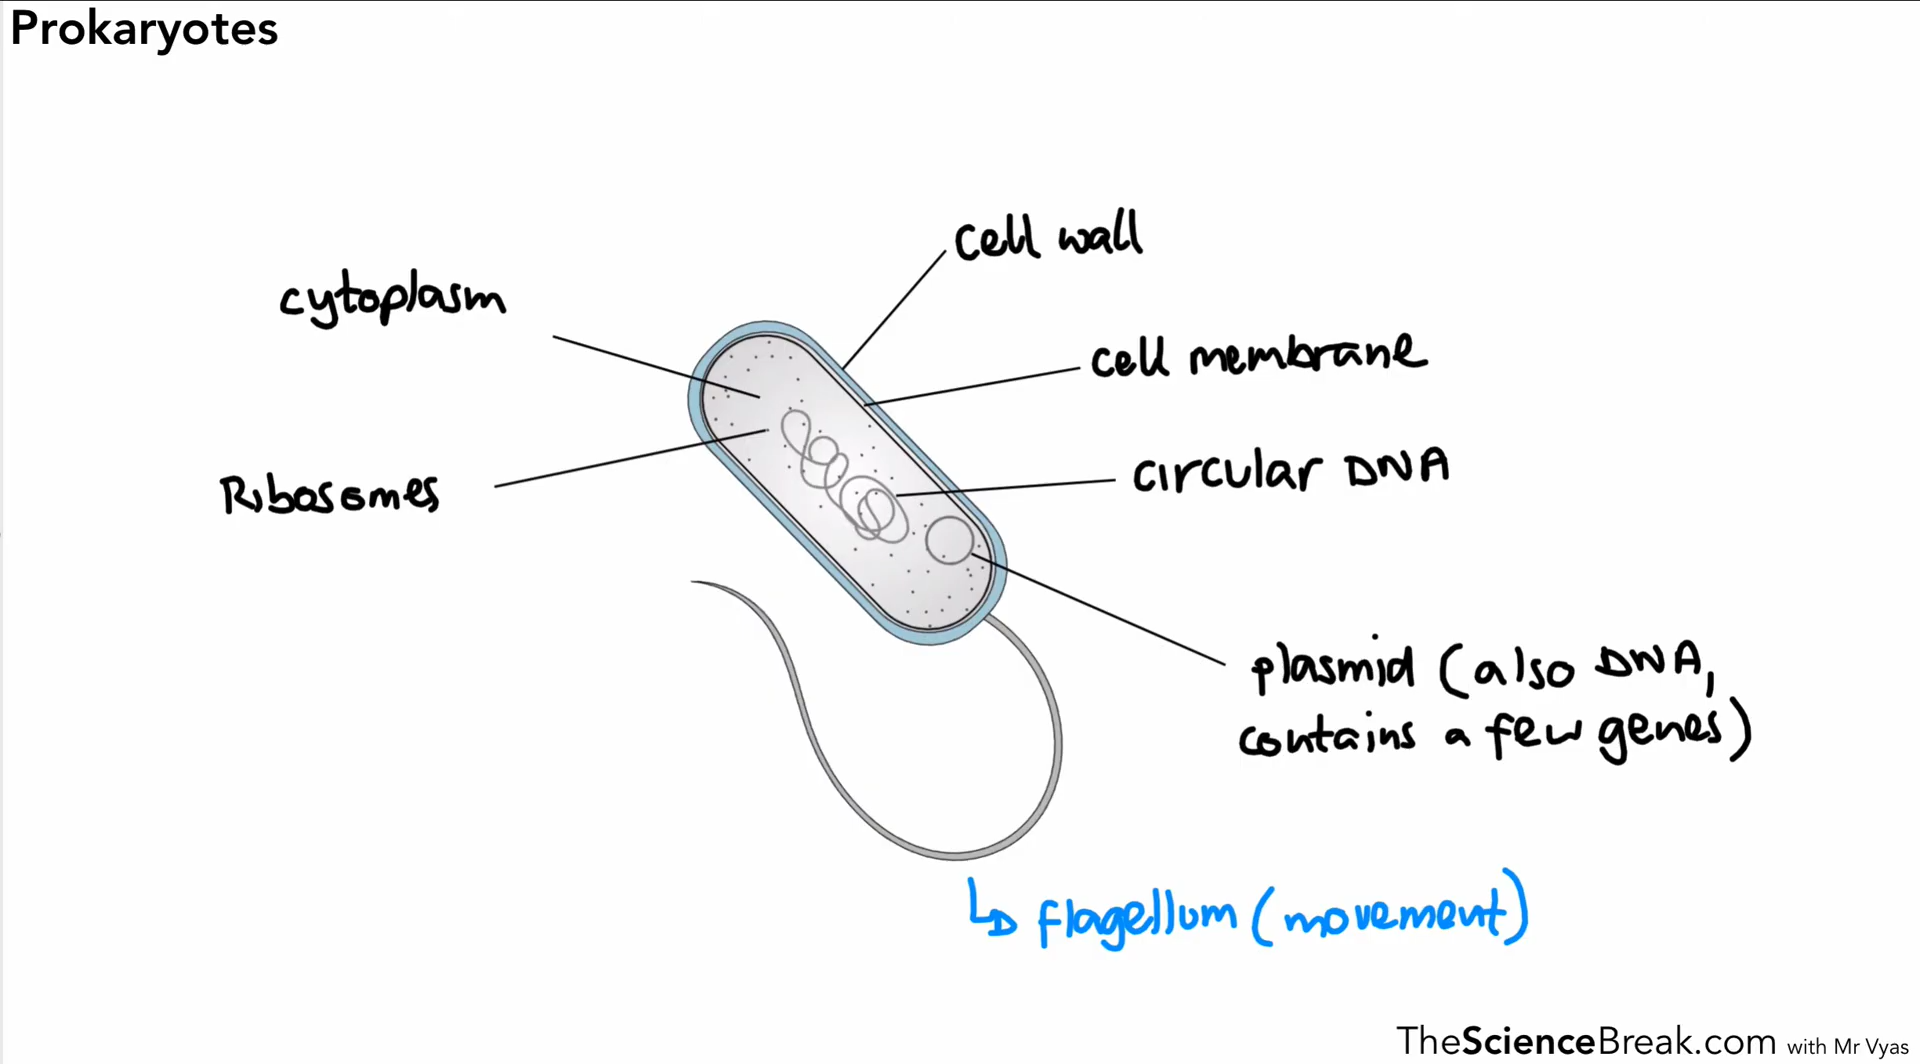 Prokaryotes
cell wall
cytoplasm
cell membrane
circular DNA
Ribosomes
plasmid (also DNA,
contains a few genes)
flagellum (movement)
TheScienceBreak.com with Mr Vyas